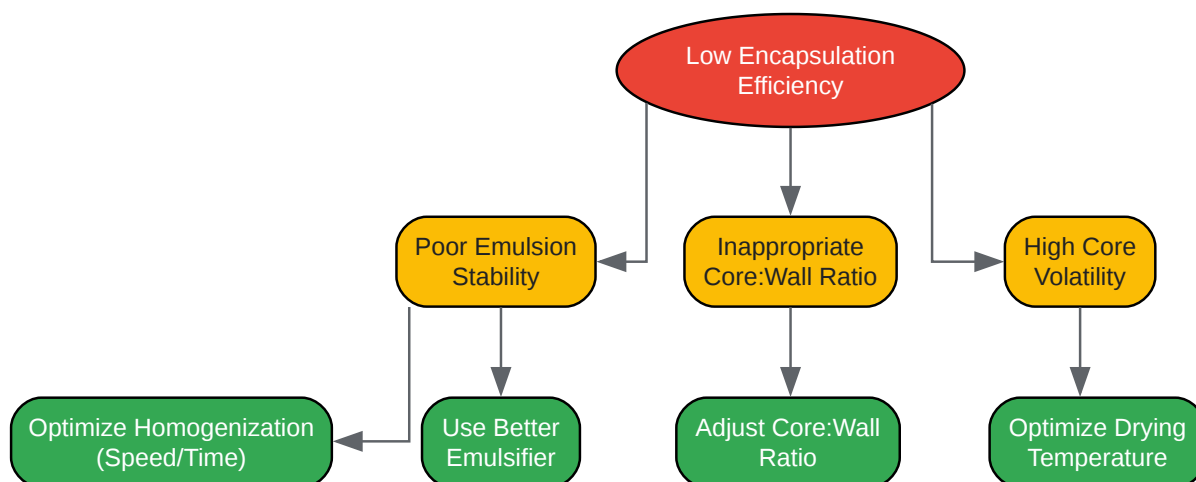 Low Encapsulation
Efficiency
Poor Emulsion
Stability
Inappropriate
Core:Wall Ratio
High Core
Volatility
Optimize Homogenization
(Speed/Time)
Use Better
Emulsifier
Adjust Core:Wall
Ratio
Optimize Drying
Temperature